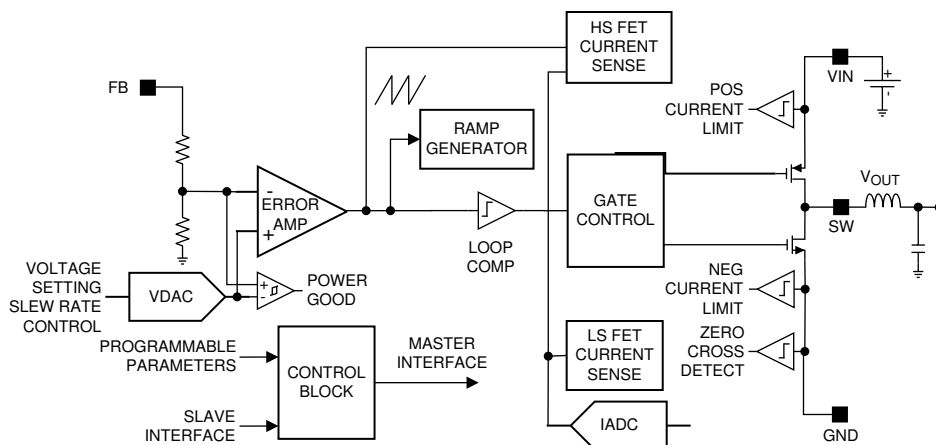 HS FET
CURRENT
SENSE
VIN
+
-
FB
POS
CURRENT
LIMIT
RAMP
GENERATOR
-
ERROR
AMP
+
GATE
CONTROL
VOUT
SW
LOOP
COMP
VOLTAGE
SETTING
SLEW RATE
CONTROL
VDAC
+
-
POWER
GOOD
NEG
CURRENT
LIMIT
PROGRAMMABLE
PARAMETERS
CONTROL
BLOCK
MASTER
INTERFACE
LS FET
CURRENT
SENSE
ZERO
CROSS
DETECT
SLAVE
INTERFACE
IADC
GND